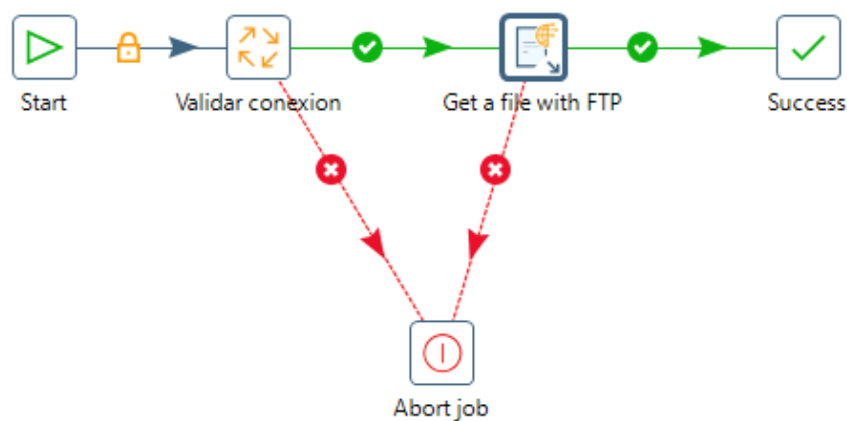 Start
Validar conexion
Get a file with FTP
Success
Abort job